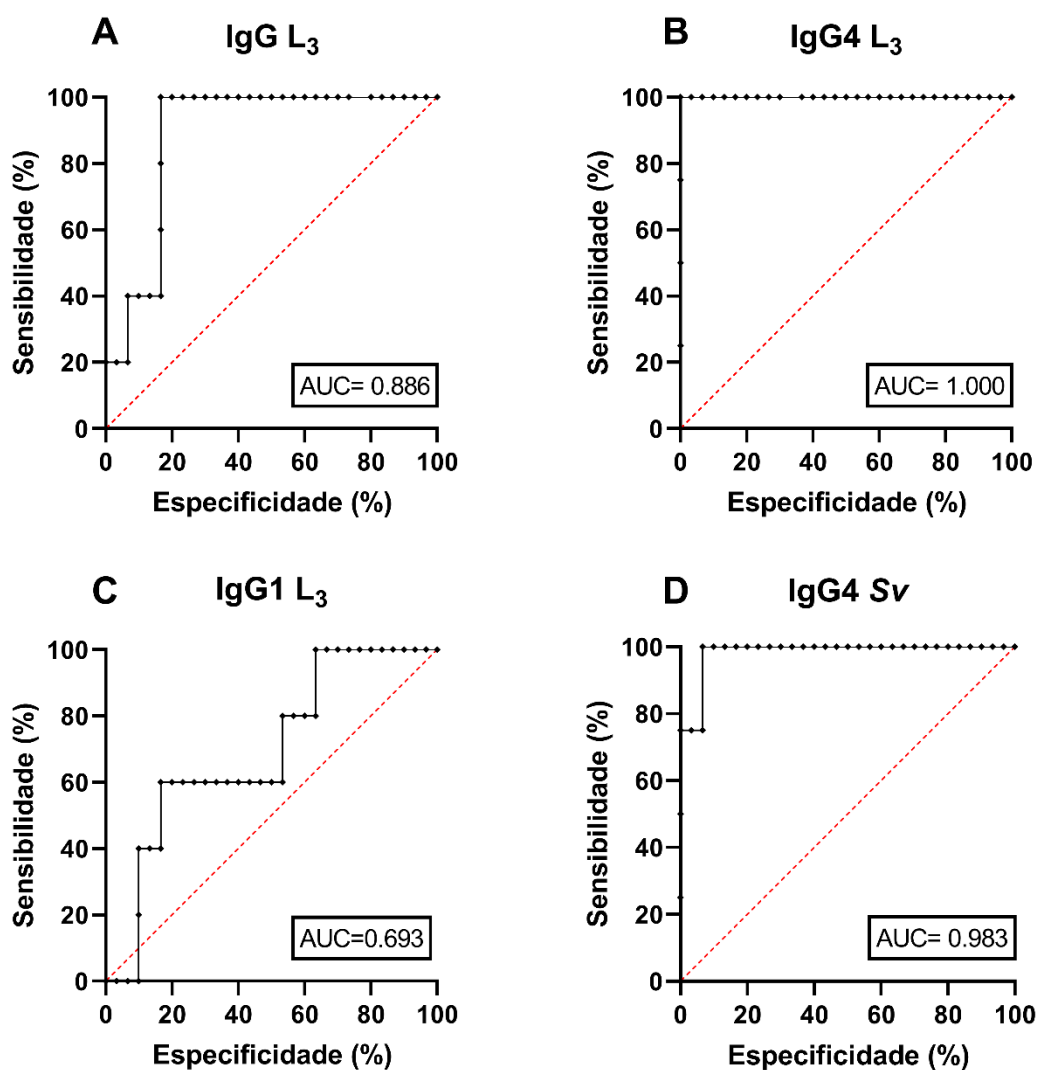 A
IgG L3
100
80
60
40
20
0
Sensibilidade (%)
AUC= 0.886
0 20 40 60 80 100
Especificidade (%)
B
IgG4 L3
100
80
60
40
20
0
Sensibilidade (%)
AUC= 1.000
0 20 40 60 80 100
Especificidade (%)
C
IgG1 L3
100
80
60
40
20
0
Sensibilidade (%)
AUC=0.693
0 20 40 60 80 100
Especificidade (%)
D
IgG4 Sv
100
80
60
40
20
0
Sensibilidade (%)
AUC= 0.983
0 20 40 60 80 100
Especificidade (%)